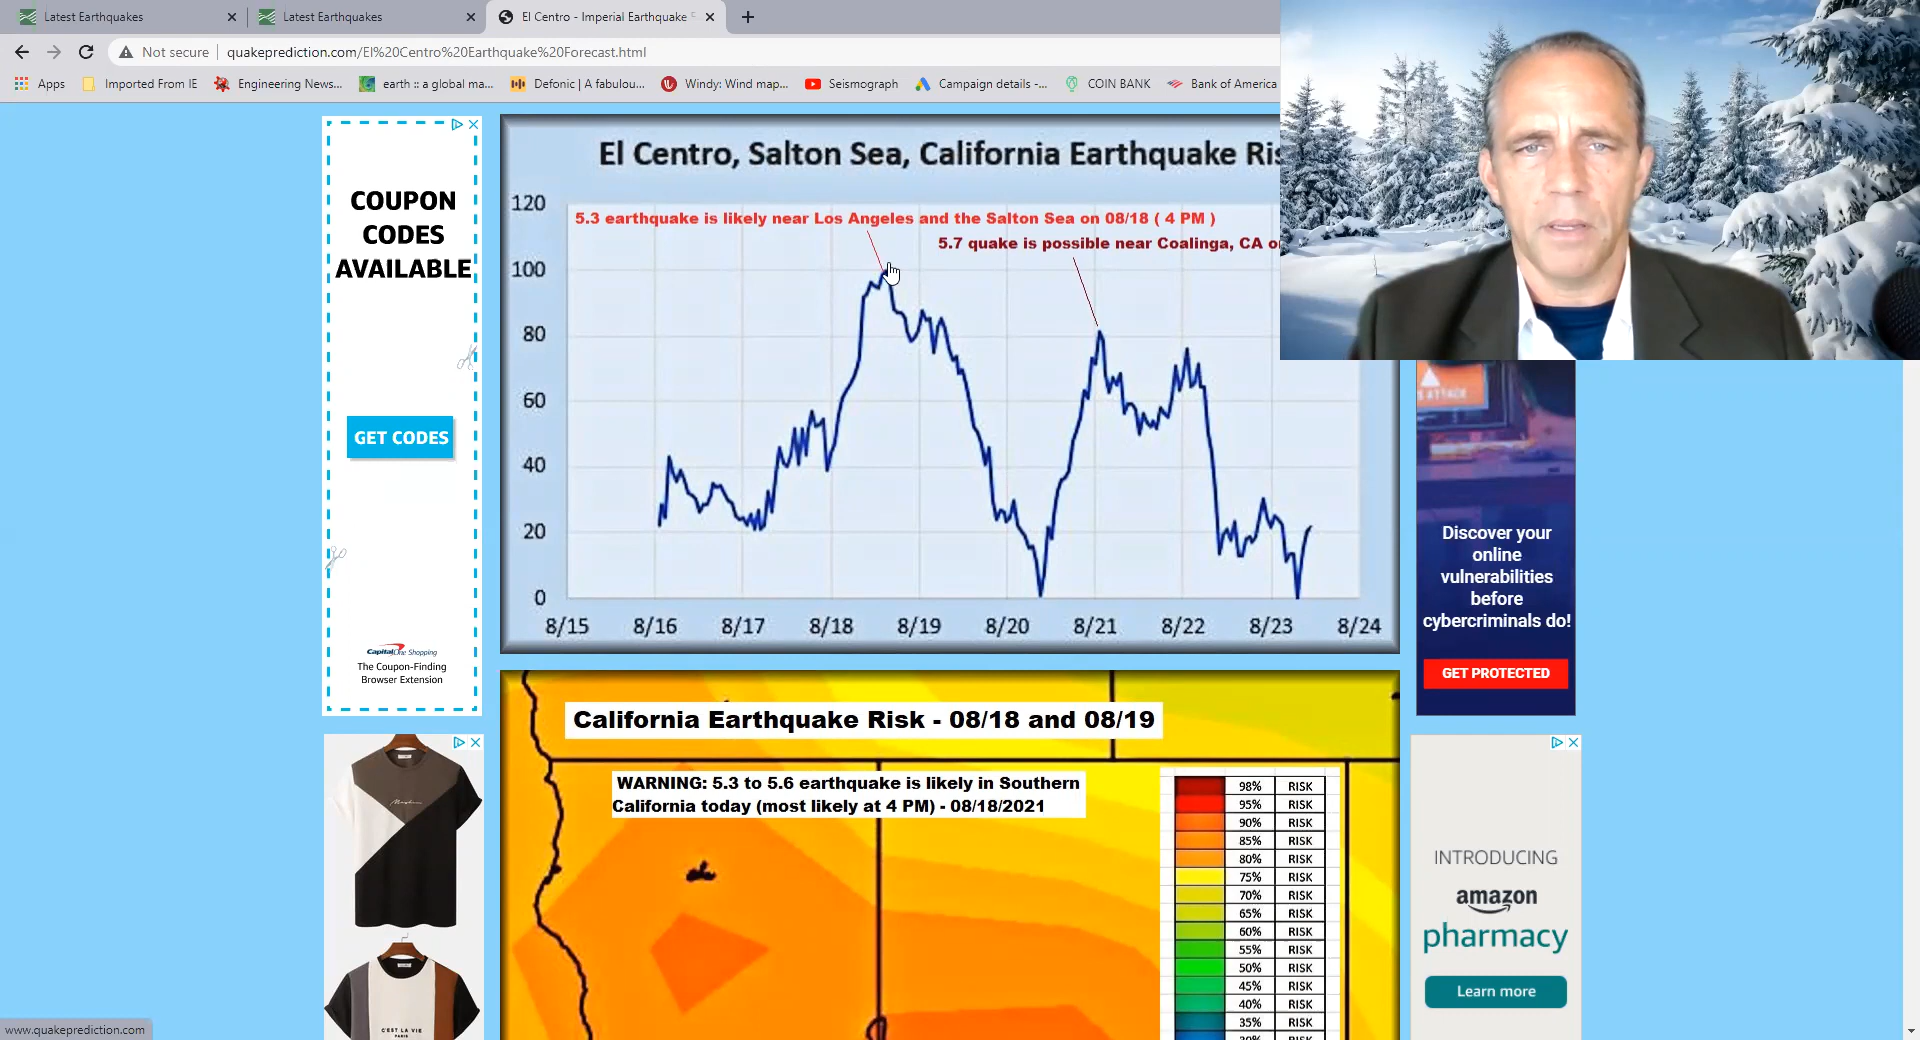 Latest Earthquakes
Latest Earthquakes
El Centro - Imperial Earthquake
Not secure
quakeprediction.com/El%20Centro%20Earthquake%20Forecast.html
Apps
Imported From IE
Engineering News...
earth :: a global ma...
Defonic | A fabulou...
Windy: Wind map...
Seismograph
Campaign details -...
COIN BANK
Bank of America
COUPON
CODES
AVAILABLE
GET CODES
Capital One Shopping
The Coupon-Finding
Browser Extension
El Centro, Salton Sea, California Earthquake Ris
5.3 earthquake is likely near Los Angeles and the Salton Sea on 08/18 ( 4 PM )
5.7 quake is possible near Coalinga, CA o
120
100
80
60
40
20
0
8/15 8/16 8/17 8/18 8/19 8/20 8/21 8/22 8/23 8/24
California Earthquake Risk - 08/18 and 08/19
WARNING: 5.3 to 5.6 earthquake is likely in Southern
California today (most likely at 4 PM) - 08/18/2021
98% RISK
95% RISK
90% RISK
85% RISK
80% RISK
75% RISK
70% RISK
65% RISK
60% RISK
55% RISK
50% RISK
45% RISK
40% RISK
35% RISK
ATTACK
Discover your
online
vulnerabilities
before
cybercriminals do!
GET PROTECTED
INTRODUCING
amazon
pharmacy
Learn more
C'EST LA VIE
PARIS
www.quakeprediction.com